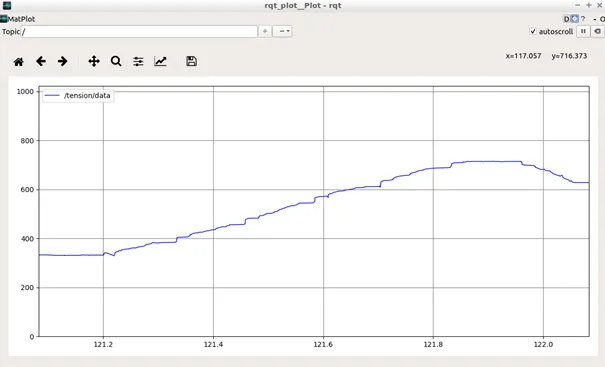 rqt_plot__Plot - rqt
MatPlot D ? - O
Topic / autoscroll
x=117.057 y=716.373
/tension/data
1000
800
600
400
200
0
121.2 121.4 121.6 121.8 122.0